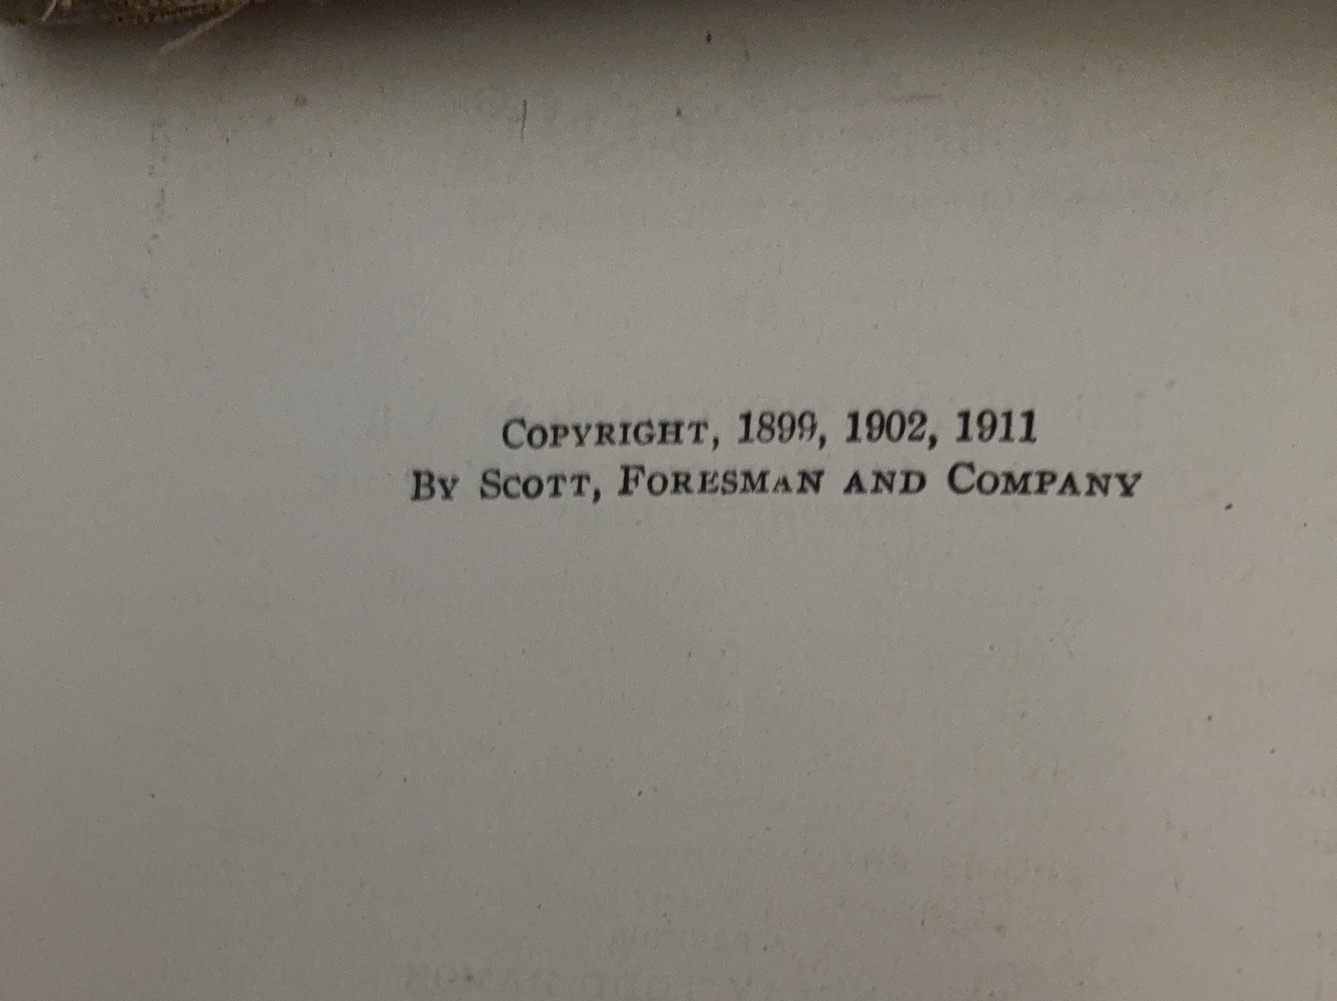 Copyright, 1899, 1902, 1911
By Scott, Foresman and Company